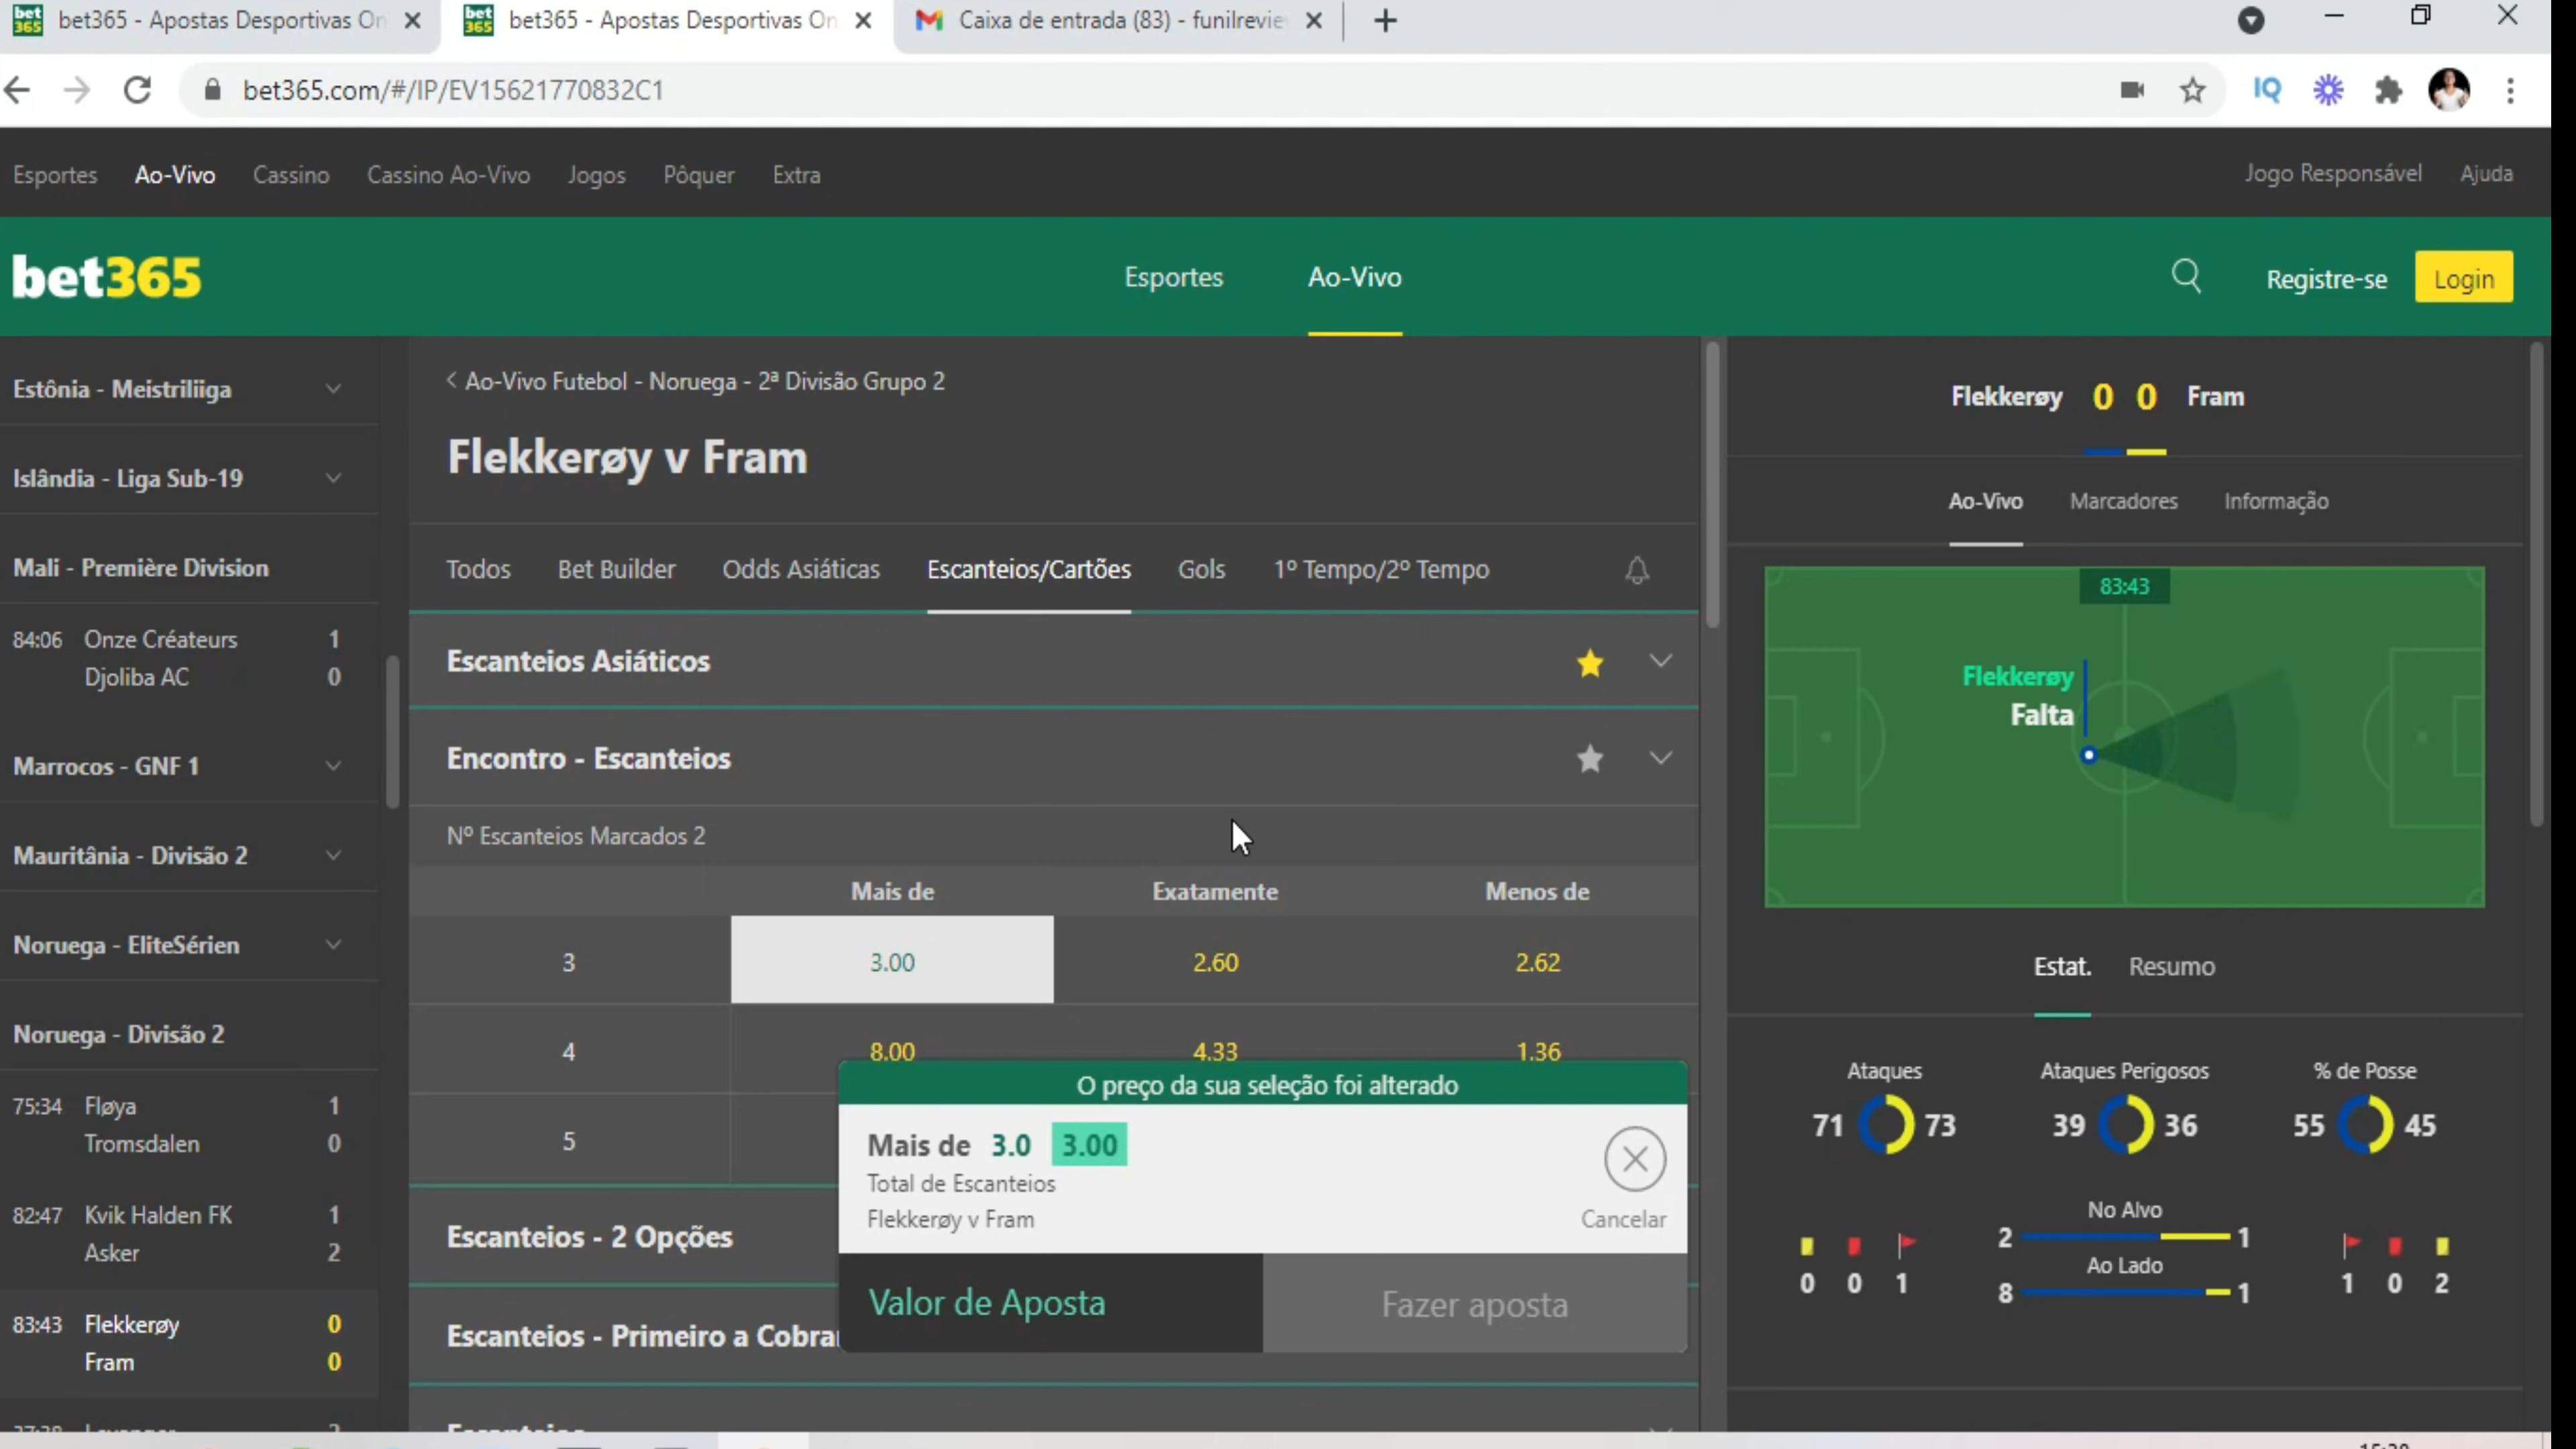 bet365 - Apostas Desportivas On
bet365 - Apostas Desportivas On
Caixa de entrada (83) - funilrevie
bet365.com/#/IP/EV15621770832C1
IQ
Esportes Ao-Vivo Cassino Cassino Ao-Vivo Jogos Pôquer Extra
Jogo Responsável Ajuda
bet365
Esportes Ao-Vivo
Registre-se Login
Estônia - Meistriliiga
Islândia - Liga Sub-19
Mali - Première Division
84:06 Onze Créateurs 1
Djoliba AC 0
Marrocos - GNF 1
Mauritânia - Divisão 2
Noruega - EliteSérien
Noruega - Divisão 2
75:34 Fløya 1
Tromsdalen 0
82:47 Kvik Halden FK 1
Asker 2
83:43 Flekkerøy 0
Fram 0
< Ao-Vivo Futebol - Noruega - 2ª Divisão Grupo 2
Flekkerøy v Fram
Todos Bet Builder Odds Asiáticas Escanteios/Cartões Gols 1º Tempo/2º Tempo
Escanteios Asiáticos
Encontro - Escanteios
Nº Escanteios Marcados 2
Mais de Exatamente Menos de
3 3.00 2.60 2.62
4 8.00 4.33 1.36
5
Escanteios - 2 Opções
Escanteios - Primeiro a Cobrar
Escanteios
O preço da sua seleção foi alterado
Mais de 3.0 3.00
Total de Escanteios
Flekkerøy v Fram
Cancelar
Valor de Aposta
Fazer aposta
Flekkerøy 0 0 Fram
Ao-Vivo Marcadores Informação
83:43
Flekkerøy
Falta
Estat. Resumo
Ataques Ataques Perigosos % de Posse
71 73 39 36 55 45
No Alvo
2 1
Ao Lado
8 1
0 0 1
1 0 2